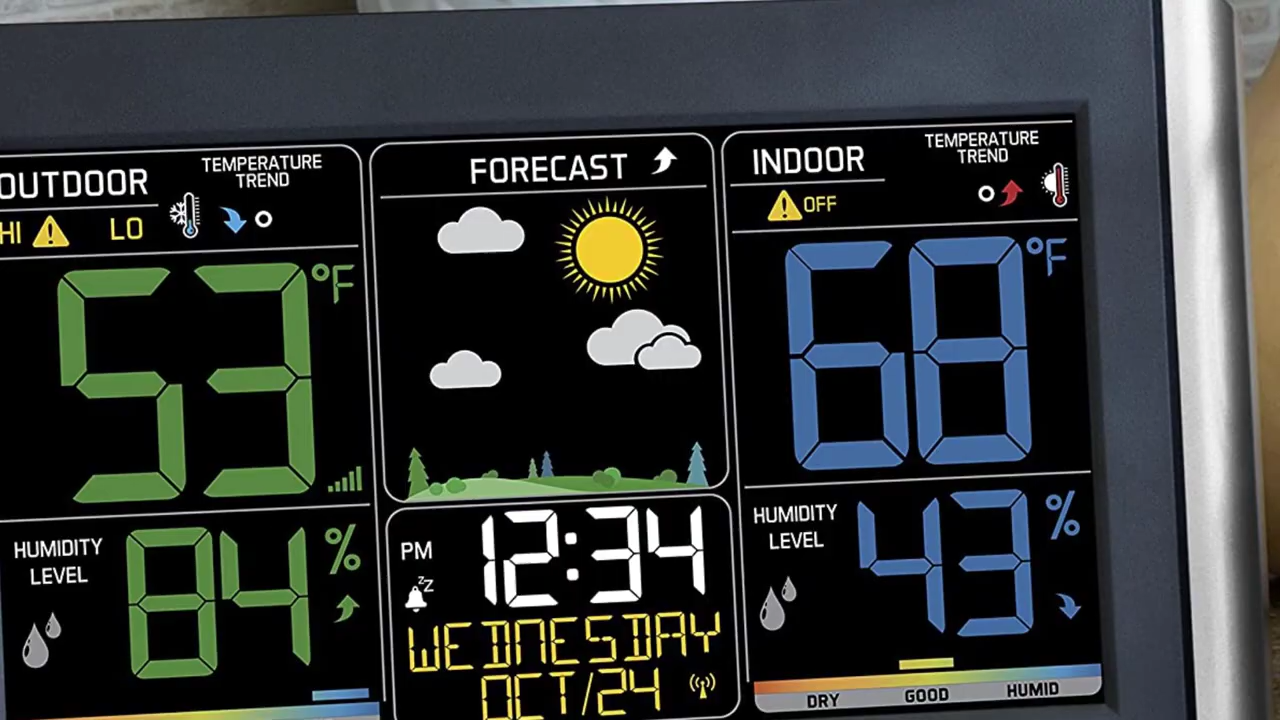 OUTDOOR
TEMPERATURE
TREND
HI LO
53 °F
HUMIDITY
LEVEL
84 %
FORECAST
PM 12:34
zZ
WEDNESDAY
OCT/24
INDOOR
TEMPERATURE
TREND
OFF
68 °F
HUMIDITY
LEVEL
43 %
DRY GOOD HUMID